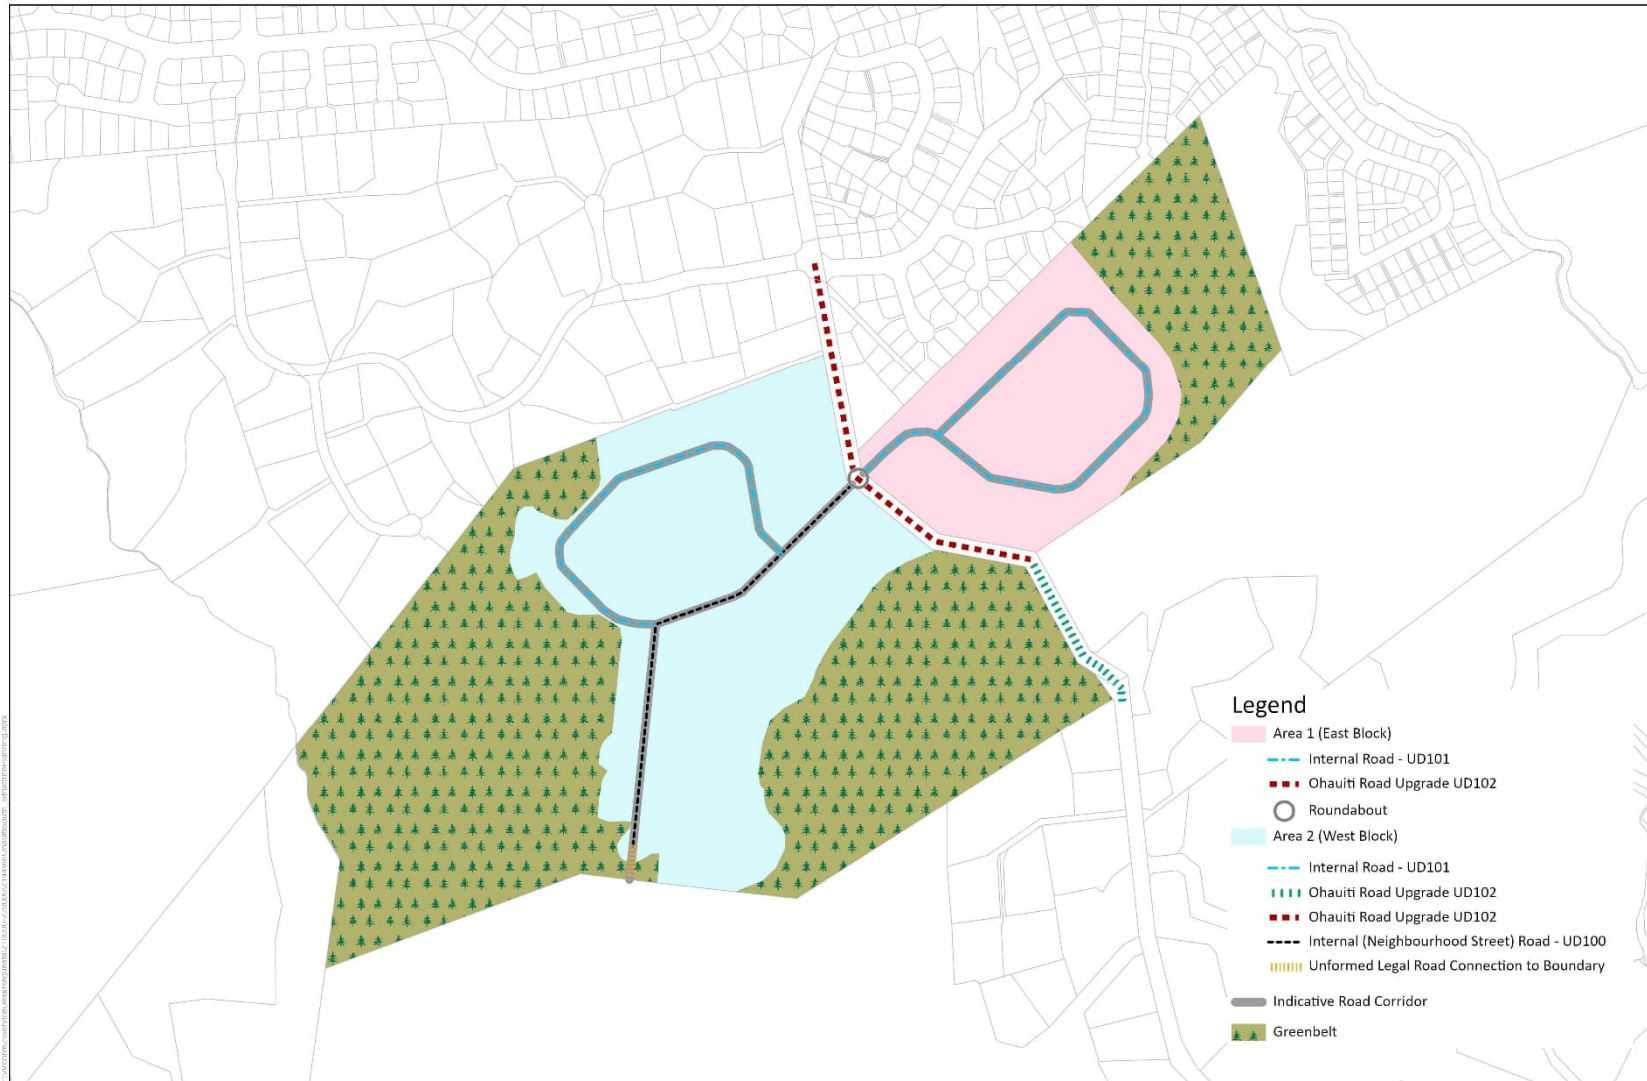 Legend
Area 1 (East Block)
Internal Road - UD101
Ohauiti Road Upgrade UD102
Roundabout
Area 2 (West Block)
Internal Road - UD101
Ohauiti Road Upgrade UD102
Ohauiti Road Upgrade UD102
Internal (Neighbourhood Street) Road - UD100
Unformed Legal Road Connection to Boundary
Indicative Road Corridor
Greenbelt